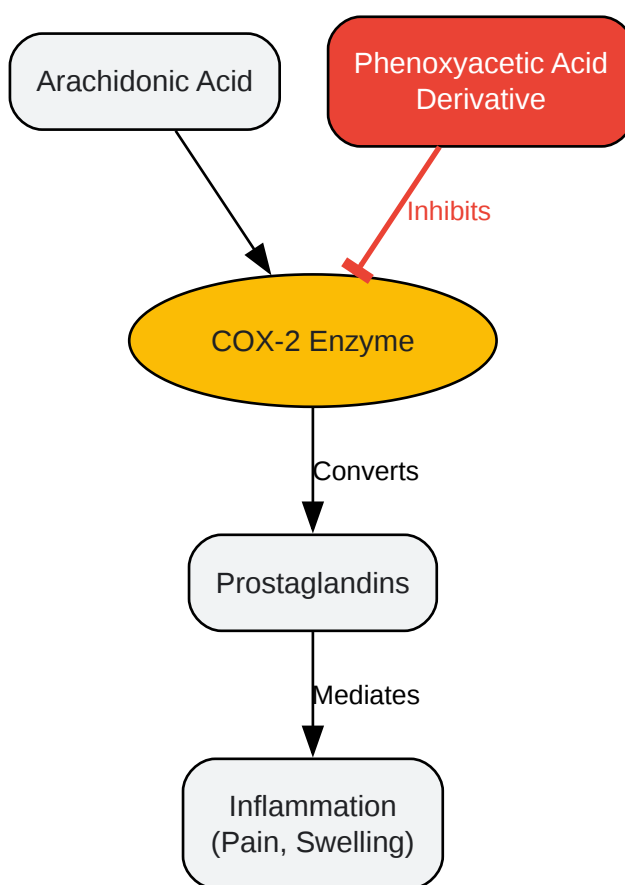 Arachidonic Acid
Phenoxyacetic Acid
Derivative
Inhibits
COX-2 Enzyme
Converts
Prostaglandins
Mediates
Inflammation
(Pain, Swelling)